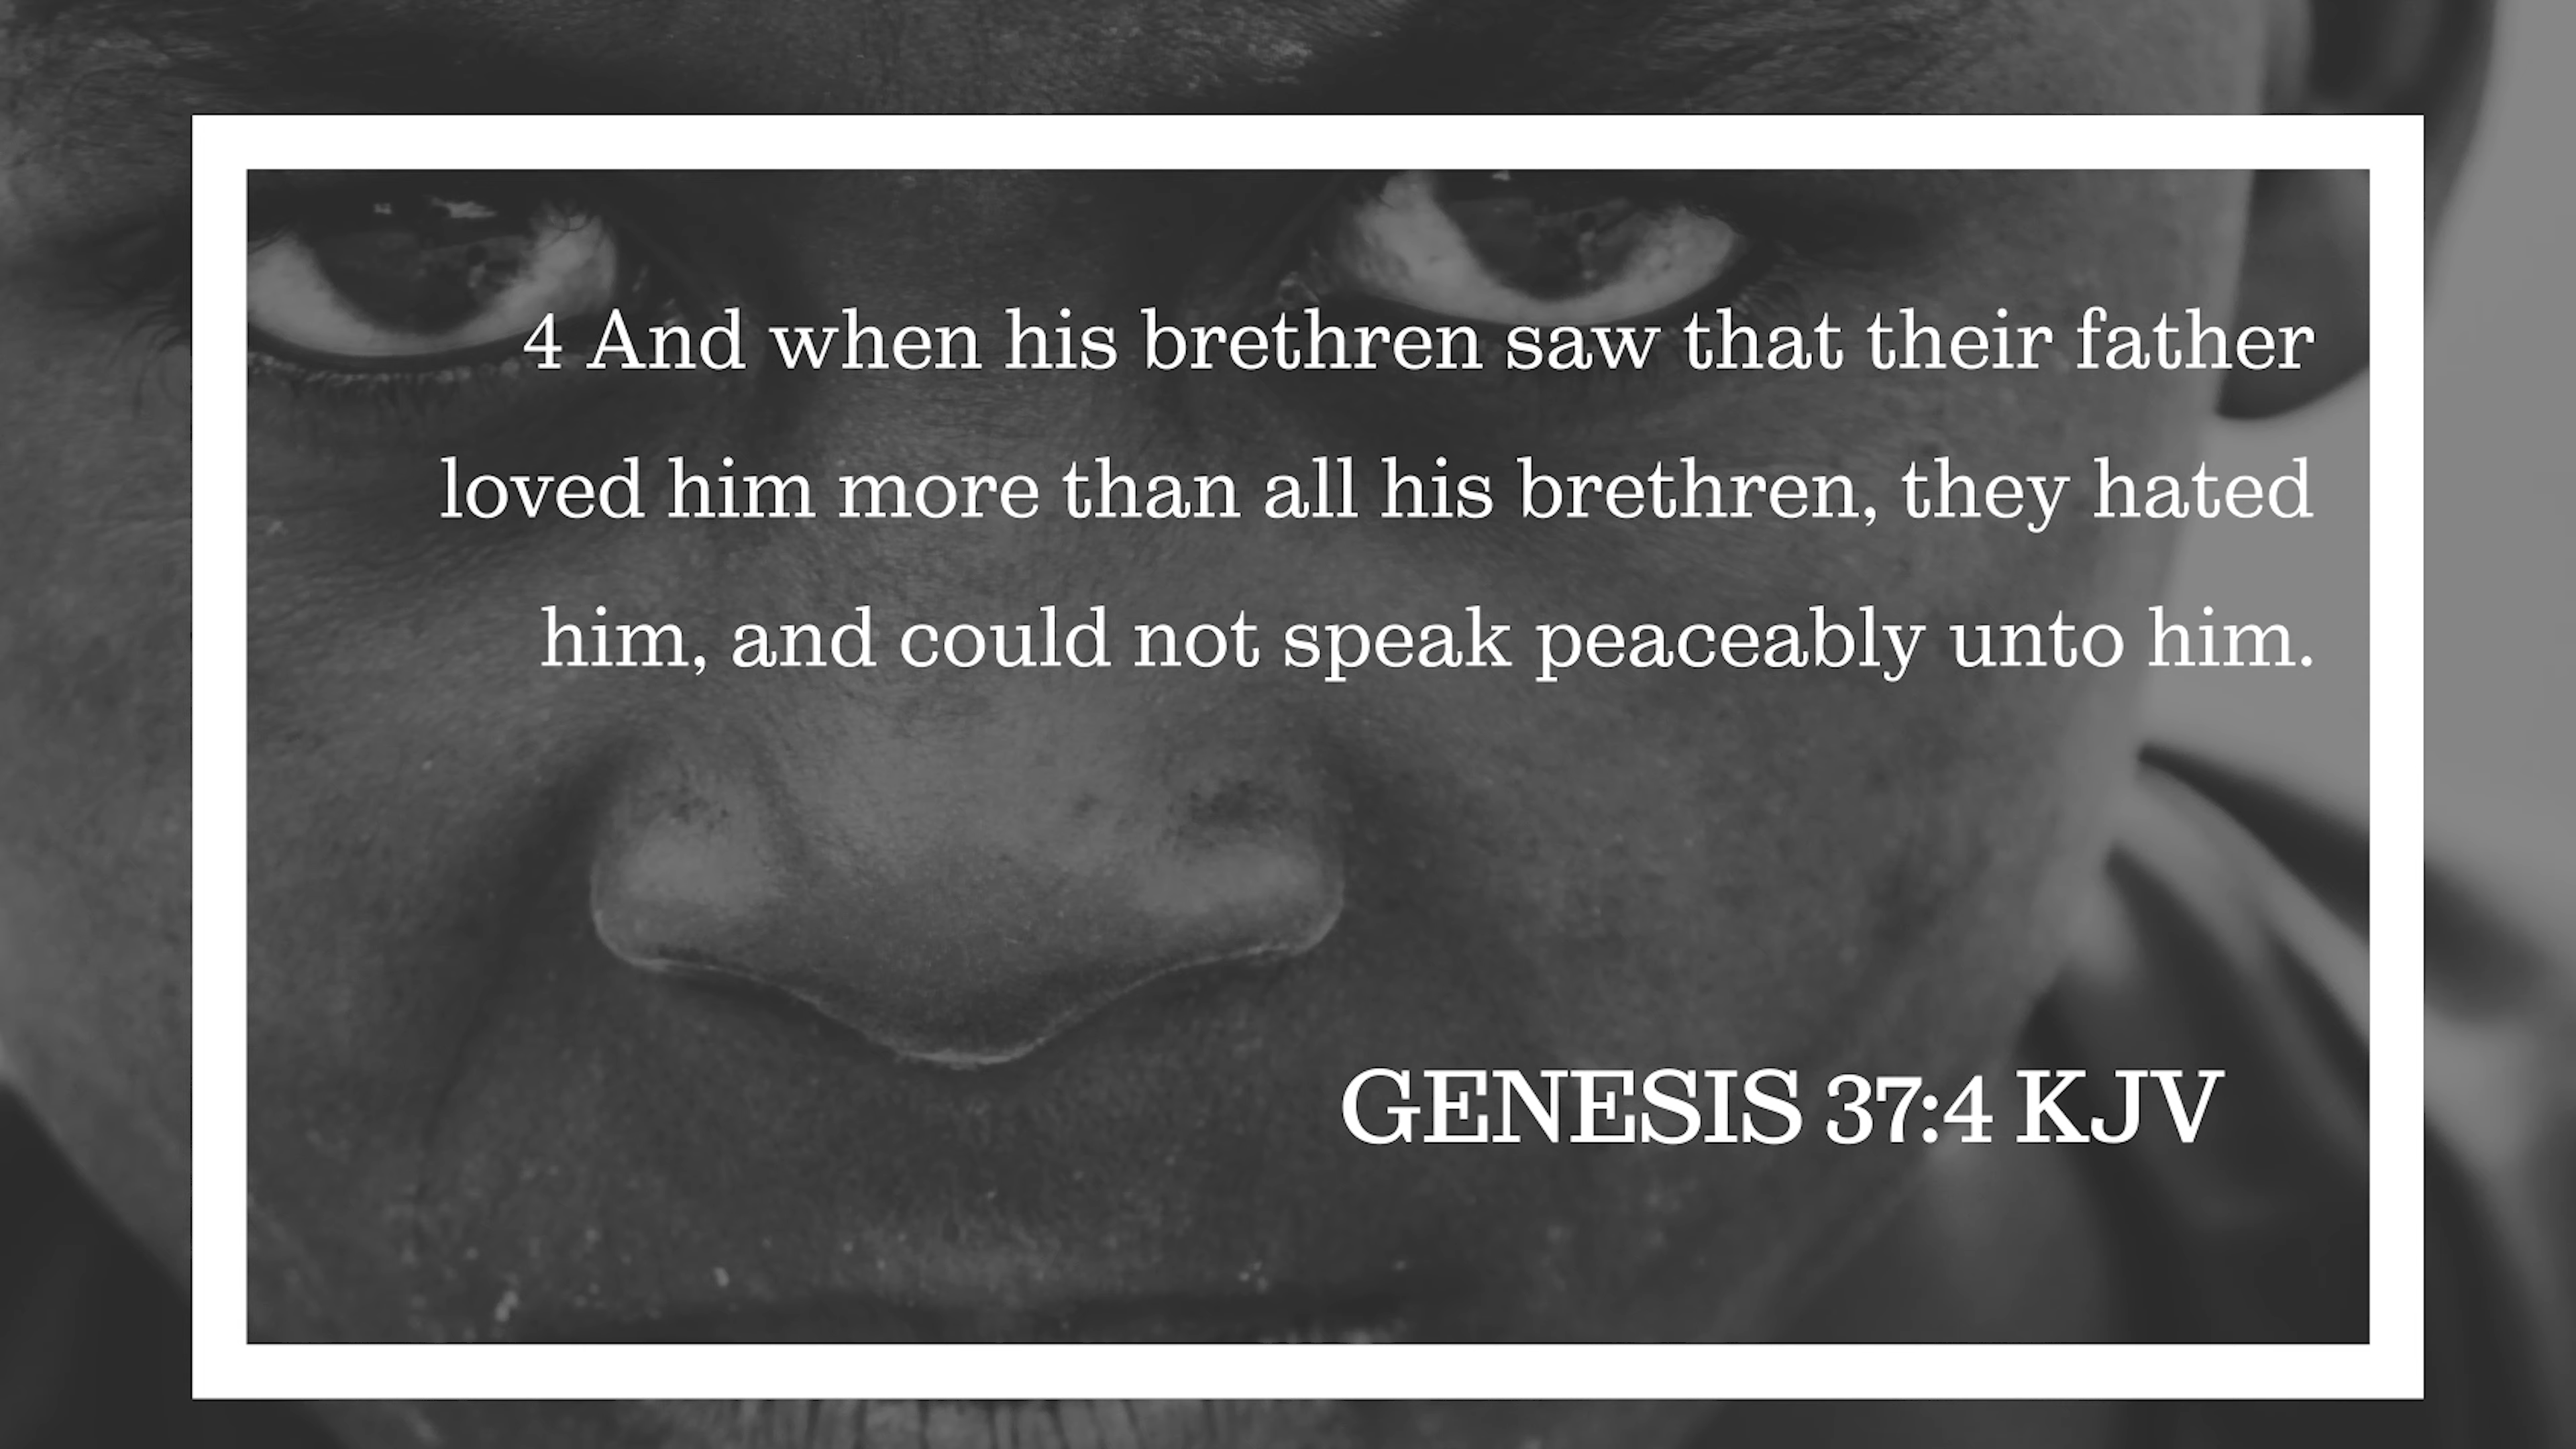 4 And when his brethren saw that their father
loved him more than all his brethren, they hated
him, and could not speak peaceably unto him.
GENESIS 37:4 KJV